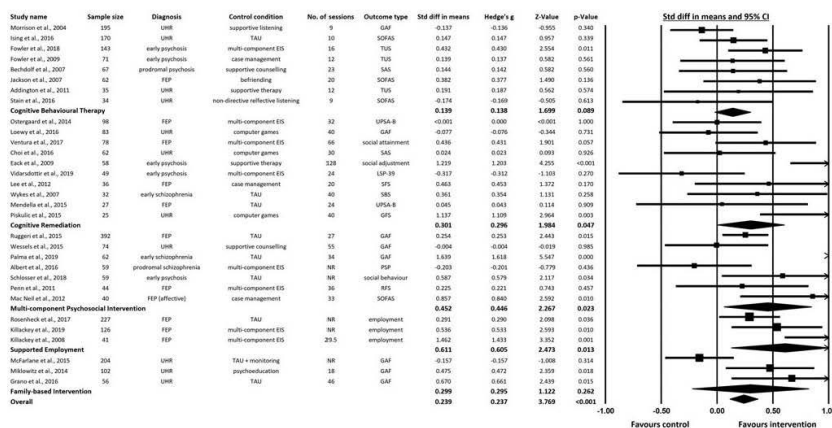 Study name Sample size Diagnosis Control condition No. of sessions Outcome type Std diff in means Hedge's g Z-Value p-Value Std diff in means and 95% CI
Morrison et al., 2004 195 UHR supportive listening 9 GAF -0.137 -0.136 -0.955 0.340
Ising et al., 2016 170 UHR TAU 10 SOFAS 0.147 0.147 0.957 0.339
Fowler et al., 2018 143 early psychosis multi-component EIS 16 TUS 0.432 0.430 2.554 0.011
Fowler et al., 2009 71 early psychosis case management 12 TUS 0.139 0.137 0.582 0.561
Bechdolf et al., 2007 67 prodromal psychosis supportive counselling 23 SAS 0.144 0.142 0.582 0.560
Jackson et al., 2007 62 FEP befriending 20 SOFAS 0.382 0.377 1.490 0.136
Addington et al., 2011 35 UHR supportive therapy 12 TUS 0.191 0.187 0.562 0.574
Stain et al., 2016 34 UHR non-directive reflective listening 9 SOFAS -0.174 -0.169 -0.505 0.613
Cognitive Behavioural Therapy 0.139 0.138 1.699 0.089
Ostergaard et al., 2014 98 FEP multi-component EIS 32 UPSA-B <0.001 0.000 <0.001 1.000
Loewy et al., 2016 83 UHR computer games 40 GAF -0.077 -0.076 -0.344 0.731
Ventura et al., 2017 78 FEP multi-component EIS 66 social attainment 0.436 0.431 1.901 0.057
Choi et al., 2016 62 UHR computer games 30 SAS 0.024 0.023 0.093 0.926
Eack et al., 2009 58 early psychosis supportive therapy 128 social adjustment 1.219 1.203 4.255 <0.001
Vidarsdottir et al., 2019 49 early psychosis multi-component EIS 24 LSP-39 -0.317 -0.312 -1.103 0.270
Lee et al., 2012 36 FEP case management 20 SFS 0.463 0.453 1.372 0.170
Wykes et al., 2007 32 early schizophrenia TAU 40 SBS 0.361 0.354 1.131 0.258
Mendella et al., 2015 27 FEP TAU 24 UPSA-B 0.045 0.043 0.114 0.909
Piskulic et al., 2015 25 UHR computer games 40 GFS 1.137 1.109 2.964 0.003
Cognitive Remediation 0.301 0.296 1.984 0.047
Ruggeri et al., 2015 392 FEP TAU 27 GAF 0.254 0.253 2.443 0.015
Wessels et al., 2015 74 UHR supportive counselling 55 GAF -0.004 -0.004 -0.019 0.985
Palma et al., 2019 62 early schizophrenia TAU 34 GAF 1.639 1.618 5.547 0.000
Albert et al., 2016 59 prodromal schizophrenia multi-component EIS NR PSP -0.203 -0.201 -0.779 0.436
Schlosser et al., 2018 59 early psychosis TAU NR social behaviour 0.587 0.579 2.117 0.034
Penn et al., 2011 44 FEP multi-component EIS 36 RFS 0.225 0.221 0.743 0.457
Mac Neil et al., 2012 40 FEP (affective) case management 33 SOFAS 0.857 0.840 2.592 0.010
Multi-component Psychosocial Intervention 0.452 0.446 2.267 0.023
Rosenheck et al., 2017 227 FEP TAU NR employment 0.291 0.290 2.098 0.036
Killackey et al., 2019 126 FEP multi-component EIS NR employment 0.536 0.533 2.593 0.010
Killackey et al., 2008 41 FEP multi-component EIS 29.5 employment 1.462 1.433 3.352 0.001
Supported Employment 0.611 0.605 2.473 0.013
McFarlane et al., 2015 204 UHR TAU + monitoring NR GAF -0.157 -0.157 -1.008 0.314
Miklowitz et al., 2014 102 UHR psychoeducation 18 GAF 0.475 0.472 2.359 0.018
Grano et al., 2016 56 UHR TAU 46 GAF 0.670 0.661 2.439 0.015
Family-based Intervention 0.299 0.295 1.122 0.262
Overall 0.239 0.237 3.769 <0.001
-1.00 -0.50 0.00 0.50 1.0
Favours control Favours intervention